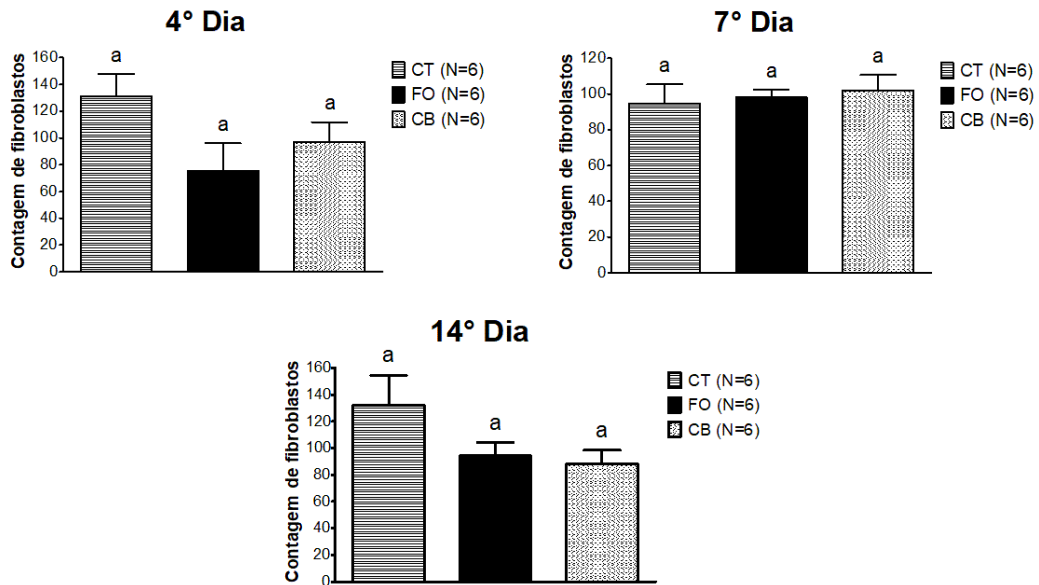 4° Dia
Contagem de fibroblastos
160
140
120
100
80
60
40
20
0
a
a
a
CT (N=6)
FO (N=6)
CB (N=6)
7° Dia
Contagem de fibroblastos
120
100
80
60
40
20
0
a
a
a
CT (N=6)
FO (N=6)
CB (N=6)
14° Dia
Contagem de fibroblastos
160
140
120
100
80
60
40
20
0
a
a
a
CT (N=6)
FO (N=6)
CB (N=6)